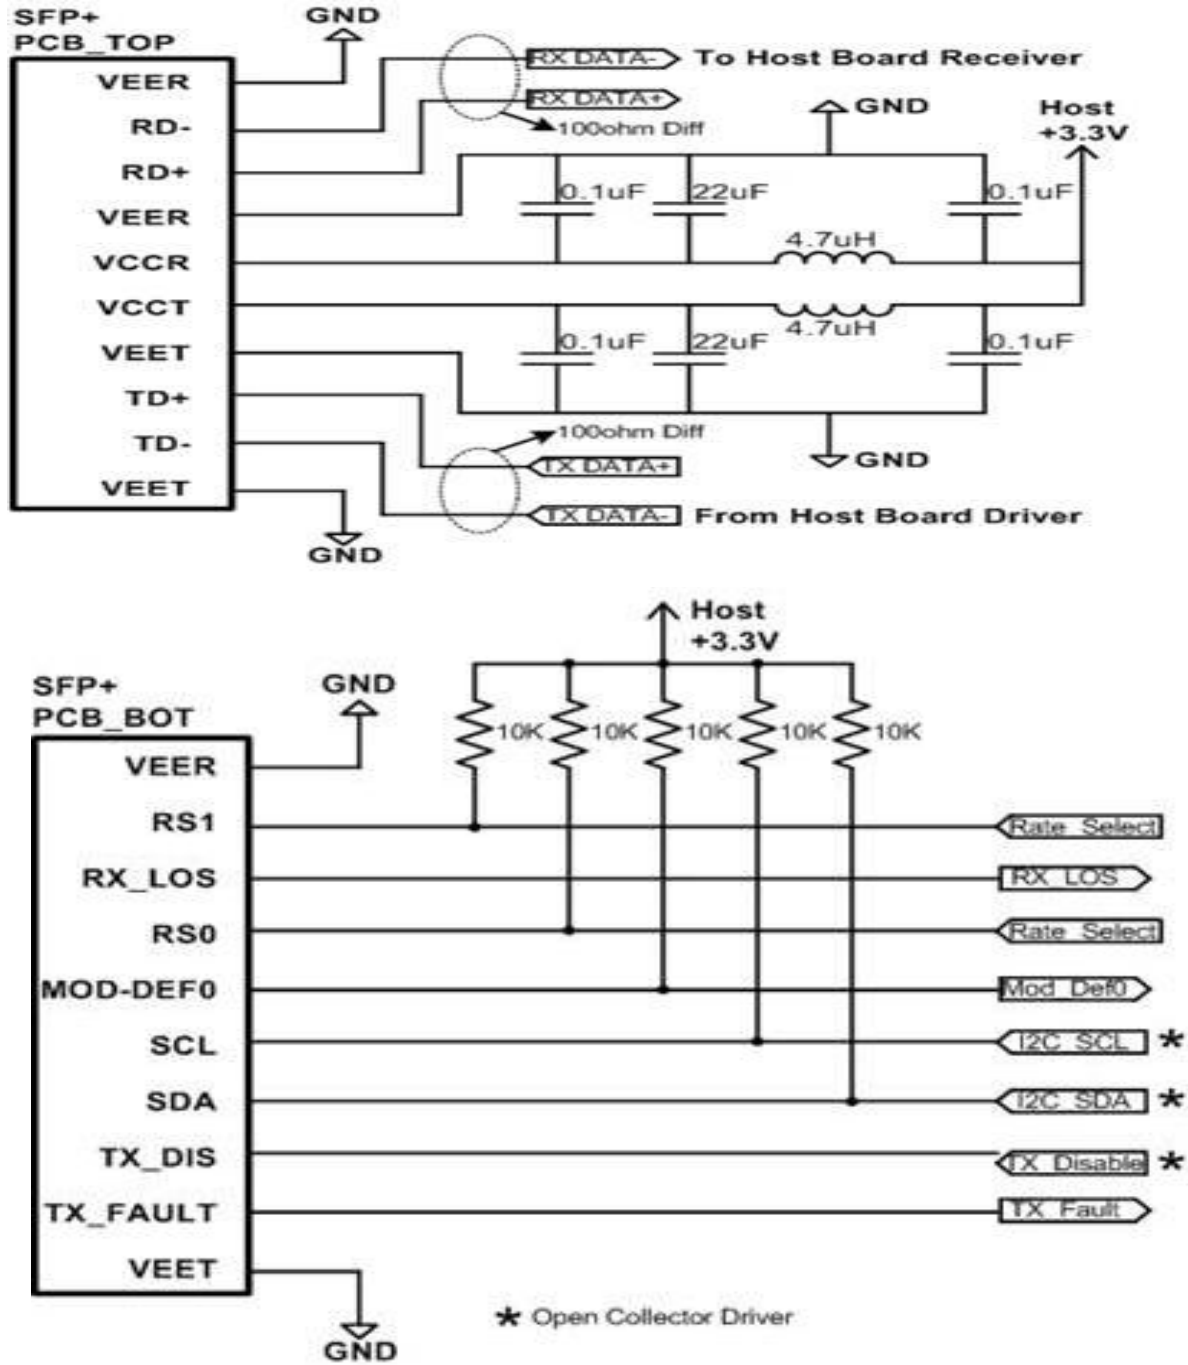 SFP+
PCB_TOP
GND
VEER
RD-
RD+
VEER
VCCR
VCCT
VEET
TD+
TD-
VEET
GND
RX DATA- To Host Board Receiver
RX DATA+
100ohm Diff
GND
Host
+3.3V
0.1uF
22uF
0.1uF
4.7uH
4.7uH
0.1uF
22uF
0.1uF
100ohm Diff
GND
TX DATA+
TX DATA- From Host Board Driver
Host
+3.3V
SFP+
PCB_BOT
GND
10K 10K 10K 10K 10K
VEER
RS1
RX_LOS
RS0
MOD-DEF0
SCL
SDA
TX_DIS
TX_FAULT
VEET
GND
Rate Select
RX LOS
Rate Select
Mod Def0
I2C SCL *
I2C SDA *
TX Disable *
TX Fault
* Open Collector Driver